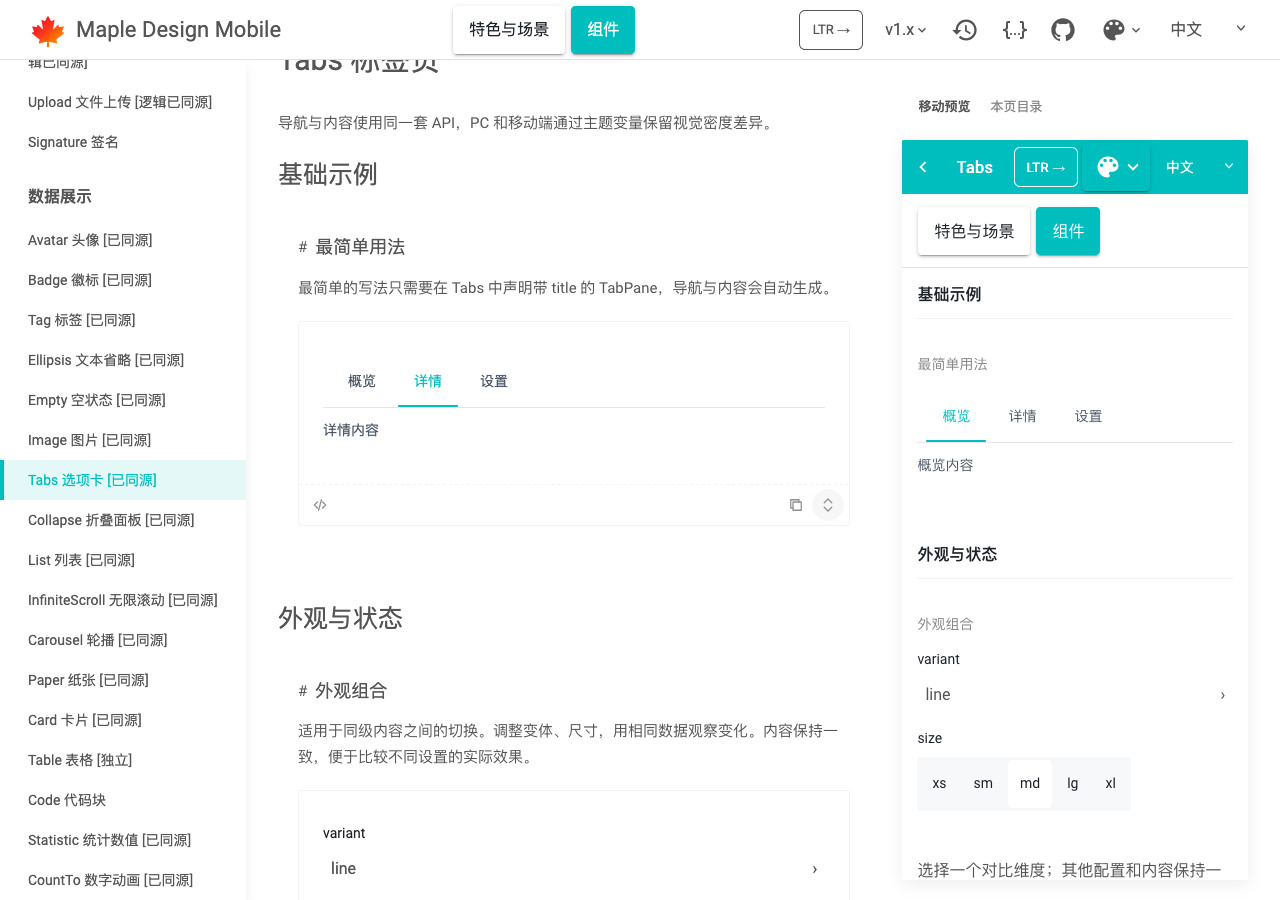 Maple Design Mobile
特色与场景
组件
LTR→
v1.x
中文
辑已同源]
Upload 文件上传 [逻辑已同源]
Signature 签名
数据展示
Avatar 头像 [已同源]
Badge 徽标 [已同源]
Tag 标签 [已同源]
Ellipsis 文本省略 [已同源]
Empty 空状态 [已同源]
Image 图片 [已同源]
Tabs 选项卡 [已同源]
Collapse 折叠面板 [已同源]
List 列表 [已同源]
InfiniteScroll 无限滚动 [已同源]
Carousel 轮播 [已同源]
Paper 纸张 [已同源]
Card 卡片 [已同源]
Table 表格 [独立]
Code 代码块
Statistic 统计数值 [已同源]
CountTo 数字动画 [已同源]
Tabs 标签页
导航与内容使用同一套 API，PC 和移动端通过主题变量保留视觉密度差异。
基础示例
# 最简单用法
最简单的写法只需要在 Tabs 中声明带 title 的 TabPane，导航与内容会自动生成。
概览
详情
设置
详情内容
外观与状态
# 外观组合
适用于同级内容之间的切换。调整变体、尺寸，用相同数据观察变化。内容保持一
致，便于比较不同设置的实际效果。
variant
line
移动预览
本页目录
Tabs
LTR→
中文
特色与场景
组件
基础示例
最简单用法
概览
详情
设置
概览内容
外观与状态
外观组合
variant
line
size
xs
sm
md
lg
xl
选择一个对比维度；其他配置和内容保持一